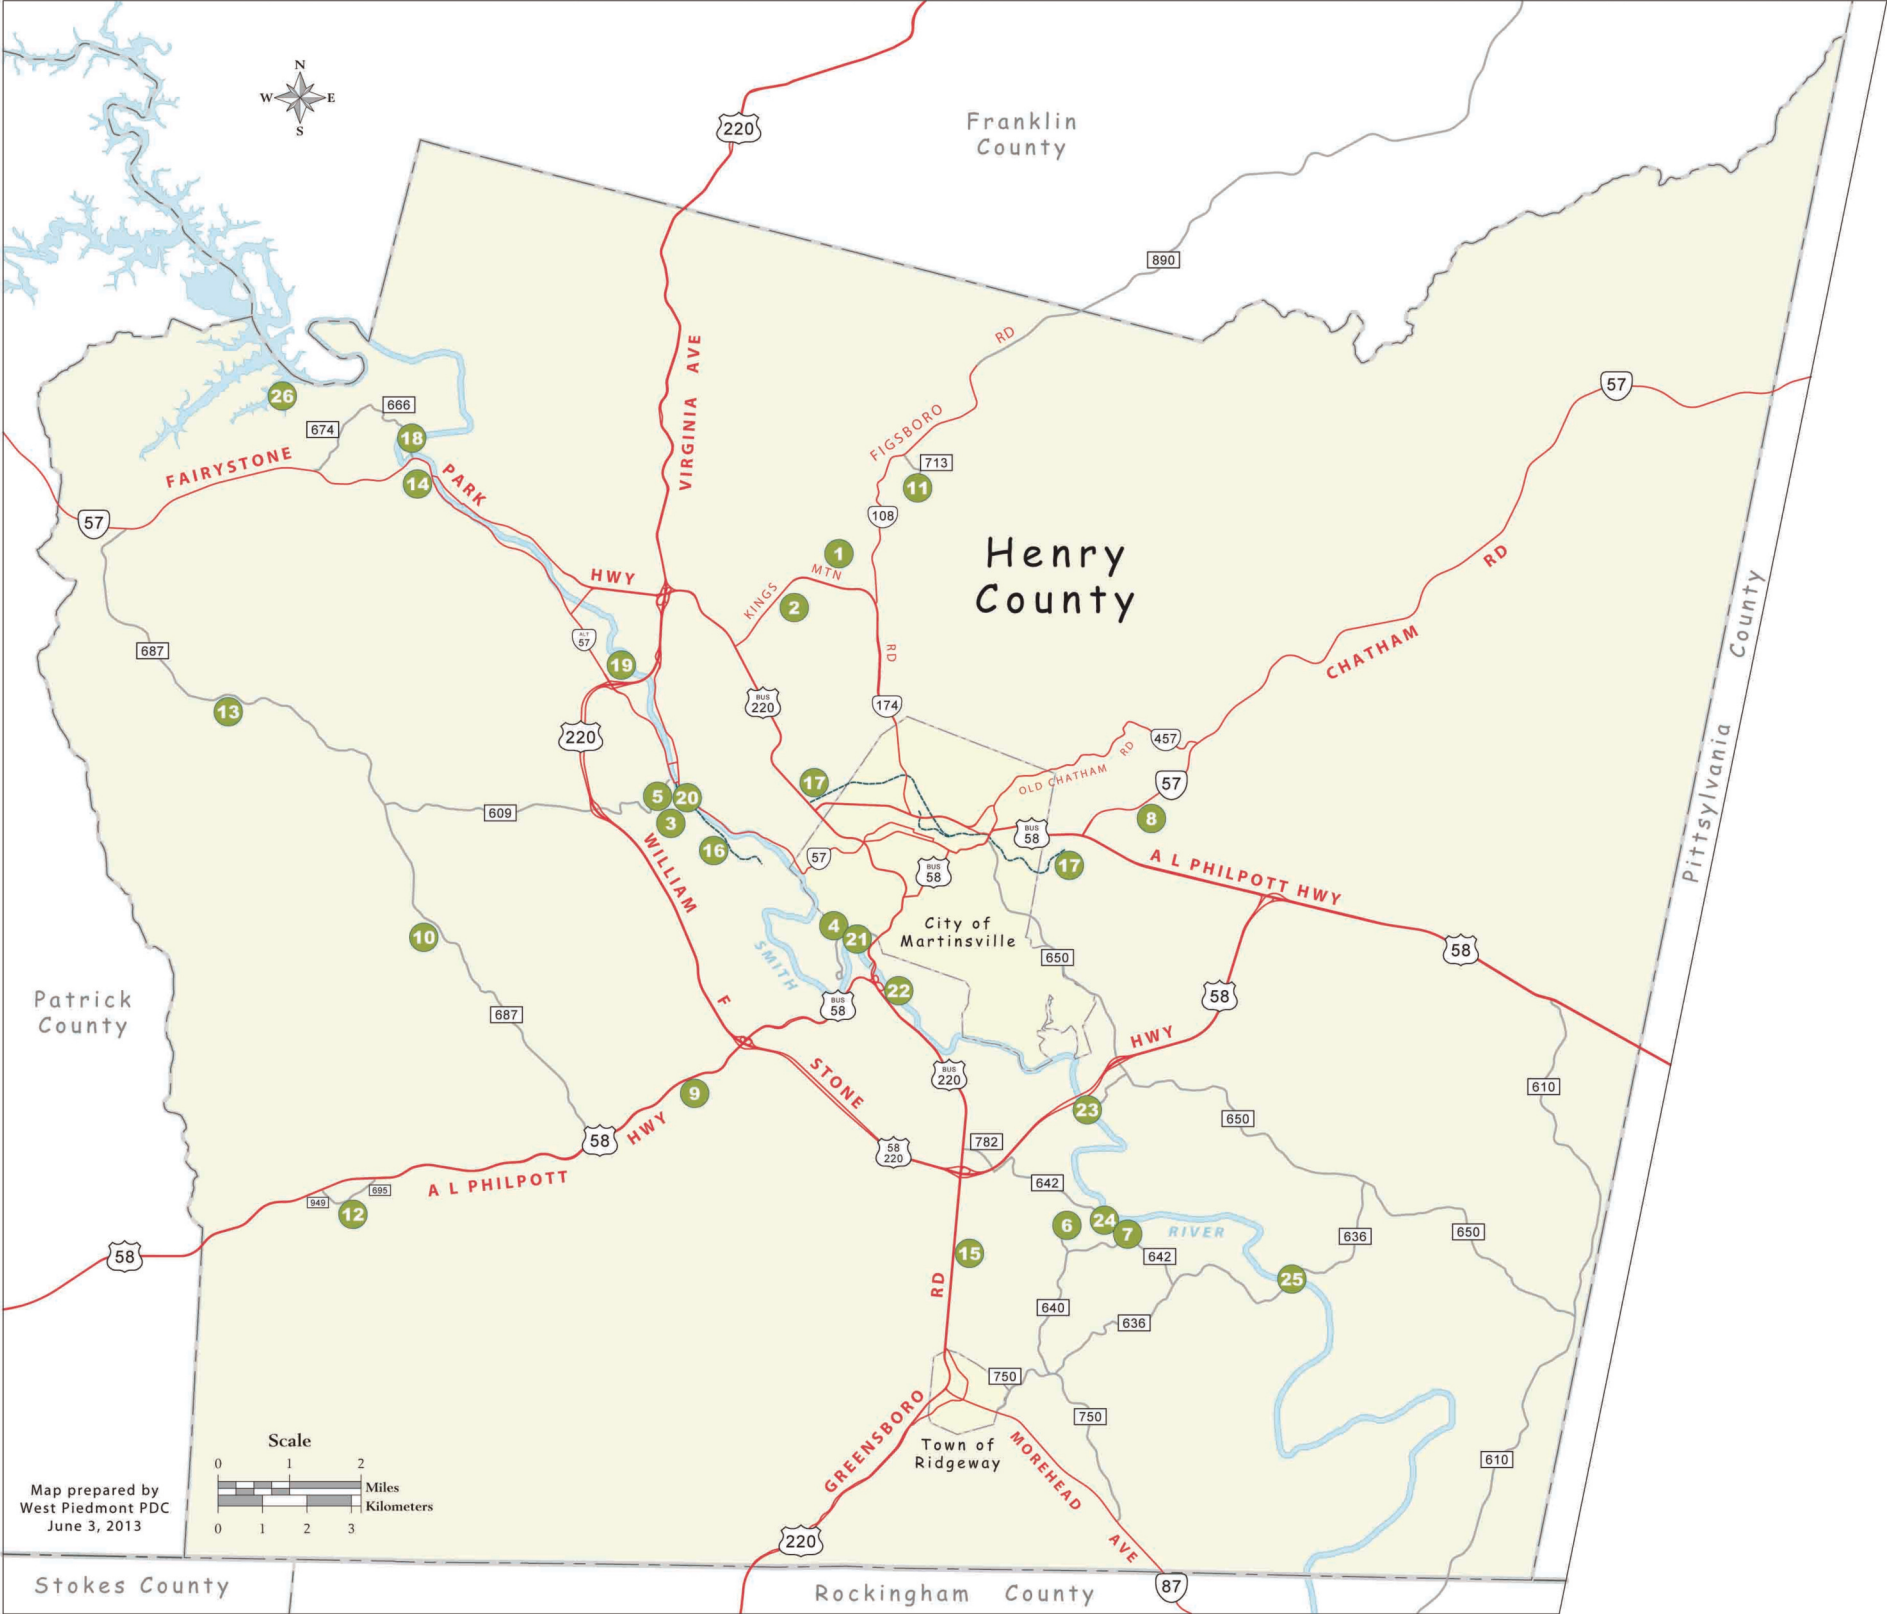 N
W
E
S
220
Franklin
County
890
RD
VIRGINIA AVE
57
26
666
674
18
FAIRYSTONE
PARK
14
FIGSBORO
713
11
108
57
HWY
1
MTN
KINGS
2
Henry
County
RD
CHATHAM
RD
ALT
57
687
19
13
BUS
220
174
220
457
RD
OLD CHATHAM
57
Pittsylvania County
17
5
20
609
3
8
BUS
58
16
57
BUS
58
17
A L PHILPOTT HWY
WILLIAM
4
City of
Martinsville
21
10
SMITH
650
58
22
58
F
BUS
58
Patrick
County
687
HWY
STONE
BUS
220
9
610
23
650
HWY
58
58
220
782
A L PHILPOTT
642
695
949
12
6
24
7
RIVER
650
636
58
15
642
RD
25
640
636
750
GREENSBORO
750
Town of
Ridgeway
MOREHEAD
610
Scale
0 1 2
Miles
Kilometers
0 1 2 3
Map prepared by
West Piedmont PDC
June 3, 2013
220
AVE
87
Stokes County
Rockingham County